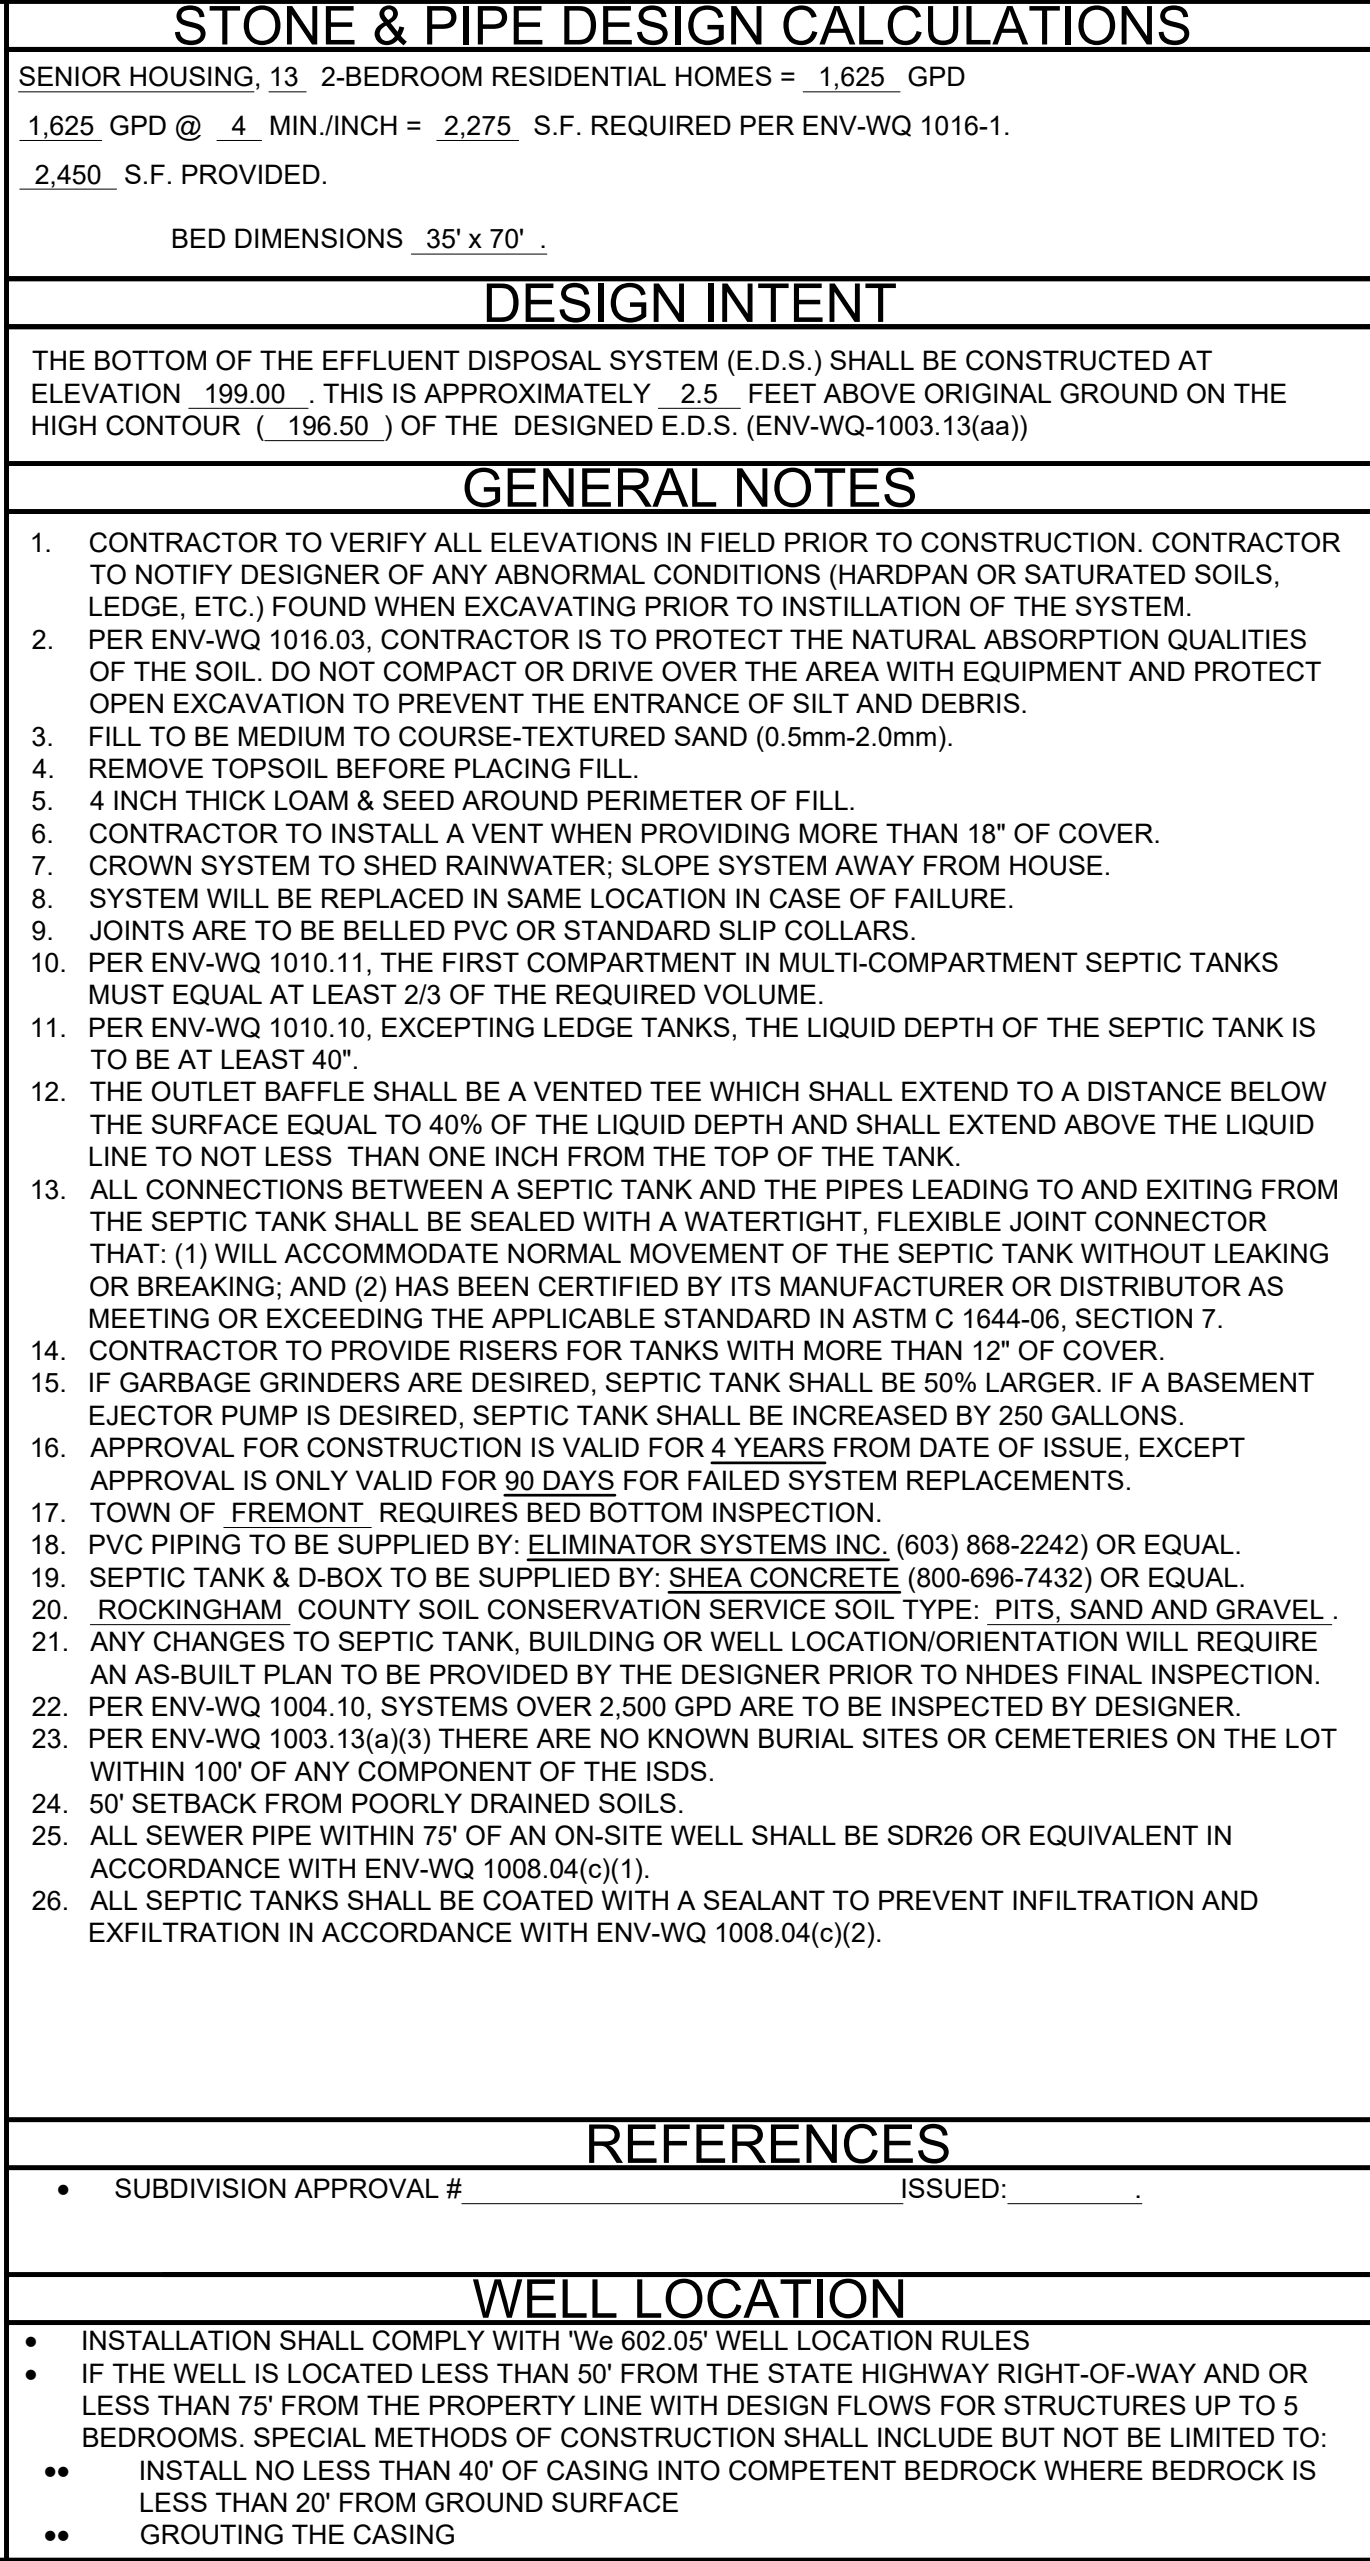 STONE & PIPE DESIGN CALCULATIONS
SENIOR HOUSING, 13 2-BEDROOM RESIDENTIAL HOMES = 1,625 GPD
1,625 GPD @ 4 MIN./INCH = 2,275 S.F. REQUIRED PER ENV-WQ 1016-1.
2,450 S.F. PROVIDED.
BED DIMENSIONS 35' x 70' .
DESIGN INTENT
THE BOTTOM OF THE EFFLUENT DISPOSAL SYSTEM (E.D.S.) SHALL BE CONSTRUCTED AT
ELEVATION 199.00 . THIS IS APPROXIMATELY 2.5 FEET ABOVE ORIGINAL GROUND ON THE
HIGH CONTOUR ( 196.50 ) OF THE DESIGNED E.D.S. (ENV-WQ-1003.13(aa))
GENERAL NOTES
1. CONTRACTOR TO VERIFY ALL ELEVATIONS IN FIELD PRIOR TO CONSTRUCTION. CONTRACTOR
TO NOTIFY DESIGNER OF ANY ABNORMAL CONDITIONS (HARDPAN OR SATURATED SOILS,
LEDGE, ETC.) FOUND WHEN EXCAVATING PRIOR TO INSTILLATION OF THE SYSTEM.
2. PER ENV-WQ 1016.03, CONTRACTOR IS TO PROTECT THE NATURAL ABSORPTION QUALITIES
OF THE SOIL. DO NOT COMPACT OR DRIVE OVER THE AREA WITH EQUIPMENT AND PROTECT
OPEN EXCAVATION TO PREVENT THE ENTRANCE OF SILT AND DEBRIS.
3. FILL TO BE MEDIUM TO COURSE-TEXTURED SAND (0.5mm-2.0mm).
4. REMOVE TOPSOIL BEFORE PLACING FILL.
5. 4 INCH THICK LOAM & SEED AROUND PERIMETER OF FILL.
6. CONTRACTOR TO INSTALL A VENT WHEN PROVIDING MORE THAN 18" OF COVER.
7. CROWN SYSTEM TO SHED RAINWATER; SLOPE SYSTEM AWAY FROM HOUSE.
8. SYSTEM WILL BE REPLACED IN SAME LOCATION IN CASE OF FAILURE.
9. JOINTS ARE TO BE BELLED PVC OR STANDARD SLIP COLLARS.
10. PER ENV-WQ 1010.11, THE FIRST COMPARTMENT IN MULTI-COMPARTMENT SEPTIC TANKS
MUST EQUAL AT LEAST 2/3 OF THE REQUIRED VOLUME.
11. PER ENV-WQ 1010.10, EXCEPTING LEDGE TANKS, THE LIQUID DEPTH OF THE SEPTIC TANK IS
TO BE AT LEAST 40".
12. THE OUTLET BAFFLE SHALL BE A VENTED TEE WHICH SHALL EXTEND TO A DISTANCE BELOW
THE SURFACE EQUAL TO 40% OF THE LIQUID DEPTH AND SHALL EXTEND ABOVE THE LIQUID
LINE TO NOT LESS THAN ONE INCH FROM THE TOP OF THE TANK.
13. ALL CONNECTIONS BETWEEN A SEPTIC TANK AND THE PIPES LEADING TO AND EXITING FROM
THE SEPTIC TANK SHALL BE SEALED WITH A WATERTIGHT, FLEXIBLE JOINT CONNECTOR
THAT: (1) WILL ACCOMMODATE NORMAL MOVEMENT OF THE SEPTIC TANK WITHOUT LEAKING
OR BREAKING; AND (2) HAS BEEN CERTIFIED BY ITS MANUFACTURER OR DISTRIBUTOR AS
MEETING OR EXCEEDING THE APPLICABLE STANDARD IN ASTM C 1644-06, SECTION 7.
14. CONTRACTOR TO PROVIDE RISERS FOR TANKS WITH MORE THAN 12" OF COVER.
15. IF GARBAGE GRINDERS ARE DESIRED, SEPTIC TANK SHALL BE 50% LARGER. IF A BASEMENT
EJECTOR PUMP IS DESIRED, SEPTIC TANK SHALL BE INCREASED BY 250 GALLONS.
16. APPROVAL FOR CONSTRUCTION IS VALID FOR 4 YEARS FROM DATE OF ISSUE, EXCEPT
APPROVAL IS ONLY VALID FOR 90 DAYS FOR FAILED SYSTEM REPLACEMENTS.
17. TOWN OF FREMONT REQUIRES BED BOTTOM INSPECTION.
18. PVC PIPING TO BE SUPPLIED BY: ELIMINATOR SYSTEMS INC. (603) 868-2242) OR EQUAL.
19. SEPTIC TANK & D-BOX TO BE SUPPLIED BY: SHEA CONCRETE (800-696-7432) OR EQUAL.
20. ROCKINGHAM COUNTY SOIL CONSERVATION SERVICE SOIL TYPE: PITS, SAND AND GRAVEL .
21. ANY CHANGES TO SEPTIC TANK, BUILDING OR WELL LOCATION/ORIENTATION WILL REQUIRE
AN AS-BUILT PLAN TO BE PROVIDED BY THE DESIGNER PRIOR TO NHDES FINAL INSPECTION.
22. PER ENV-WQ 1004.10, SYSTEMS OVER 2,500 GPD ARE TO BE INSPECTED BY DESIGNER.
23. PER ENV-WQ 1003.13(a)(3) THERE ARE NO KNOWN BURIAL SITES OR CEMETERIES ON THE LOT
WITHIN 100' OF ANY COMPONENT OF THE ISDS.
24. 50' SETBACK FROM POORLY DRAINED SOILS.
25. ALL SEWER PIPE WITHIN 75' OF AN ON-SITE WELL SHALL BE SDR26 OR EQUIVALENT IN
ACCORDANCE WITH ENV-WQ 1008.04(c)(1).
26. ALL SEPTIC TANKS SHALL BE COATED WITH A SEALANT TO PREVENT INFILTRATION AND
EXFILTRATION IN ACCORDANCE WITH ENV-WQ 1008.04(c)(2).
REFERENCES
• SUBDIVISION APPROVAL #____________ISSUED:________.
WELL LOCATION
• INSTALLATION SHALL COMPLY WITH 'We 602.05' WELL LOCATION RULES
• IF THE WELL IS LOCATED LESS THAN 50' FROM THE STATE HIGHWAY RIGHT-OF-WAY AND OR
LESS THAN 75' FROM THE PROPERTY LINE WITH DESIGN FLOWS FOR STRUCTURES UP TO 5
BEDROOMS. SPECIAL METHODS OF CONSTRUCTION SHALL INCLUDE BUT NOT BE LIMITED TO:
•• INSTALL NO LESS THAN 40' OF CASING INTO COMPETENT BEDROCK WHERE BEDROCK IS
LESS THAN 20' FROM GROUND SURFACE
•• GROUTING THE CASING